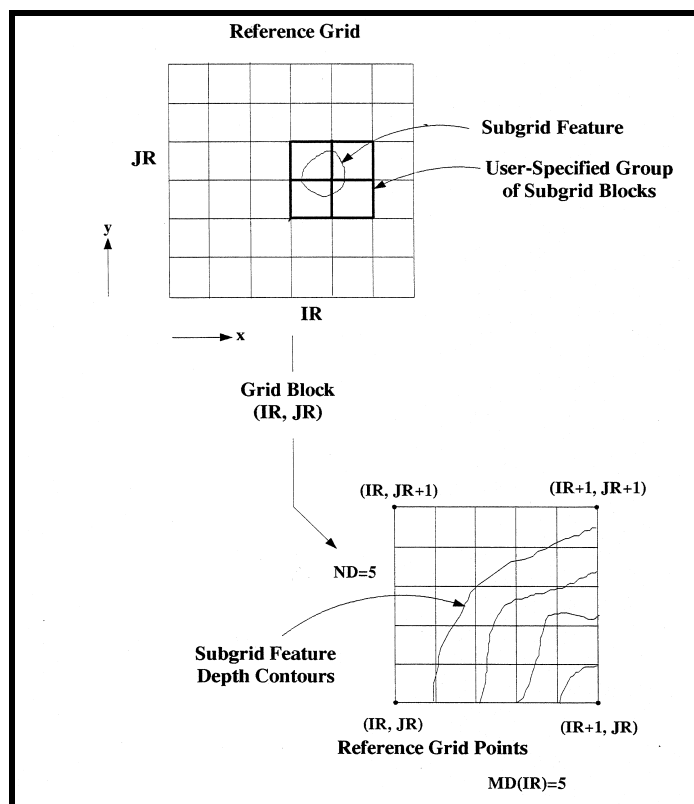 Reference Grid
Subgrid Feature
JR
User-Specified Group
of Subgrid Blocks
y
IR
x
Grid Block
(IR, JR)
(IR, JR+1)
(IR+1, JR+1)
ND=5
Subgrid Feature
Depth Contours
(IR, JR)
(IR+1, JR)
Reference Grid Points
MD(IR)=5